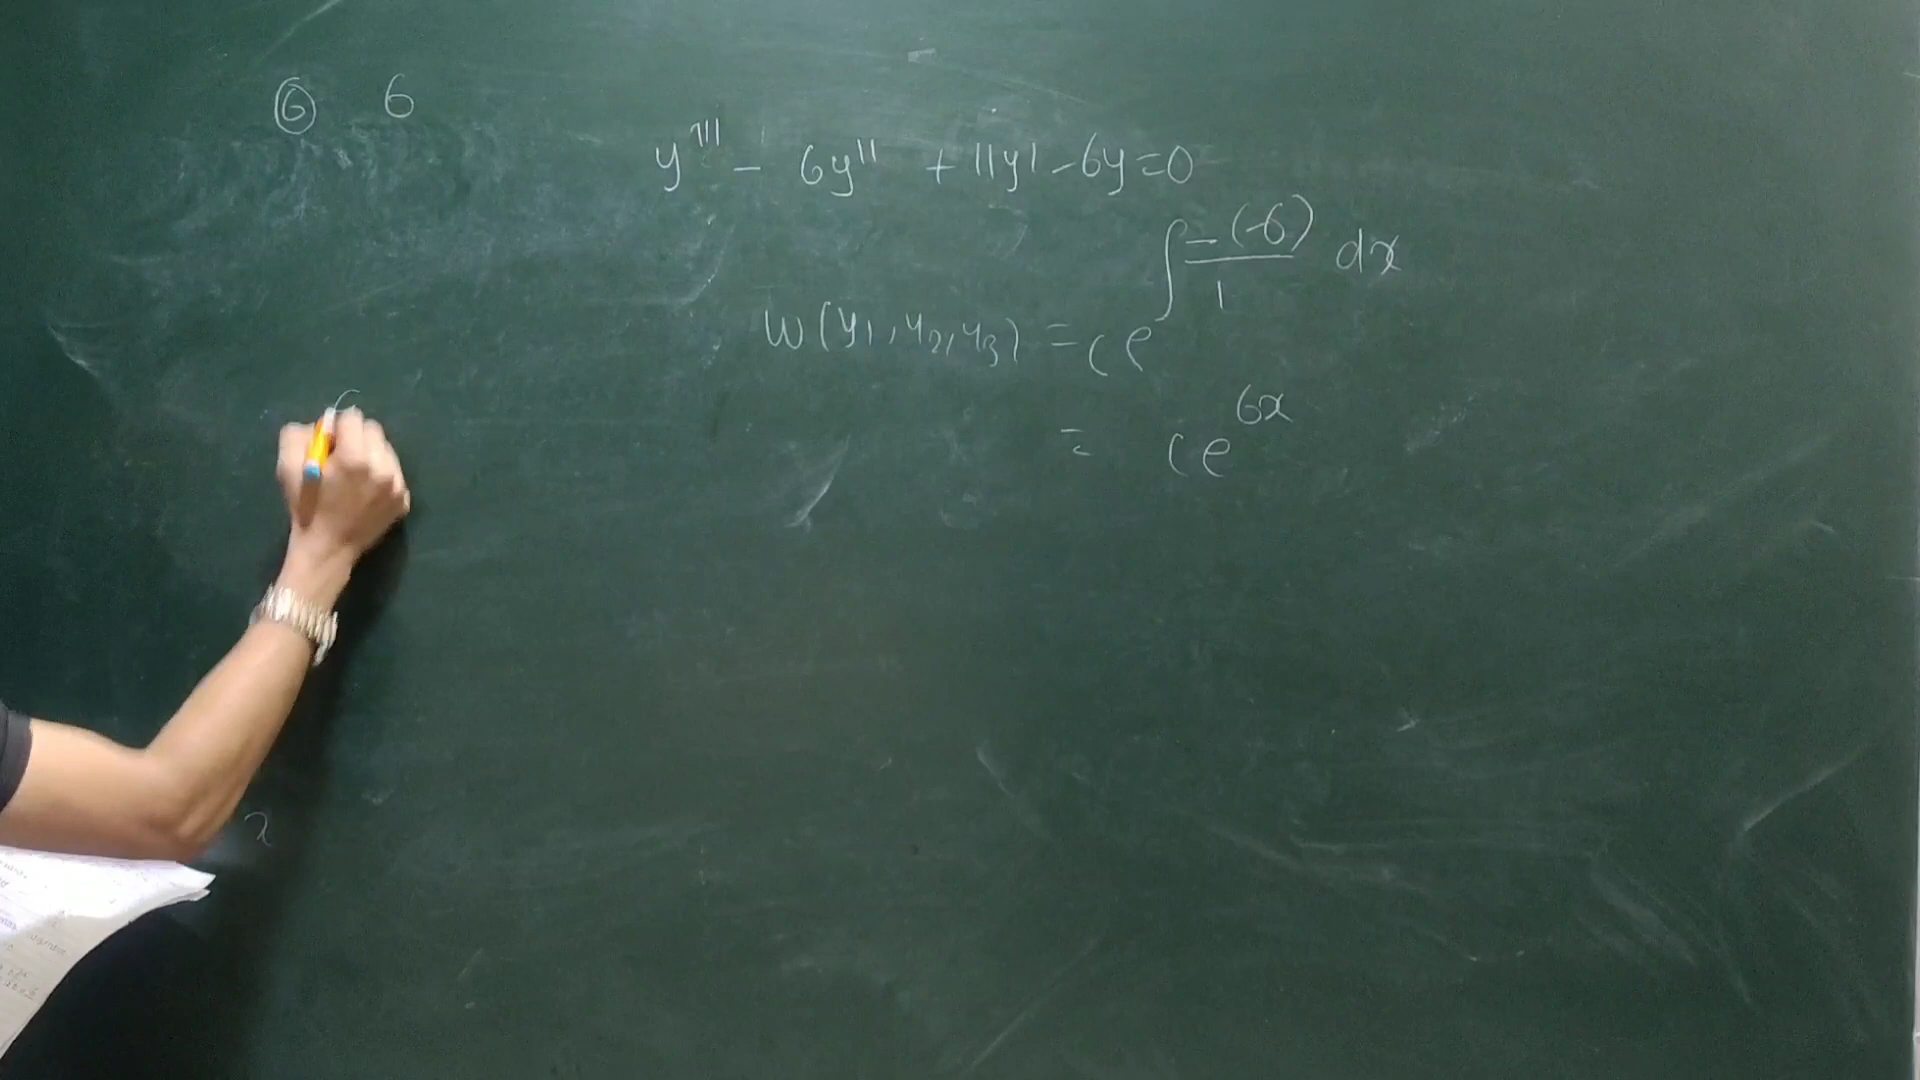 ⑥ 6
y''' - 6y'' + 11y' - 6y = 0
W(y1, y2, y3) = ce^∫ -(-6)/1 dx
= ce^6x